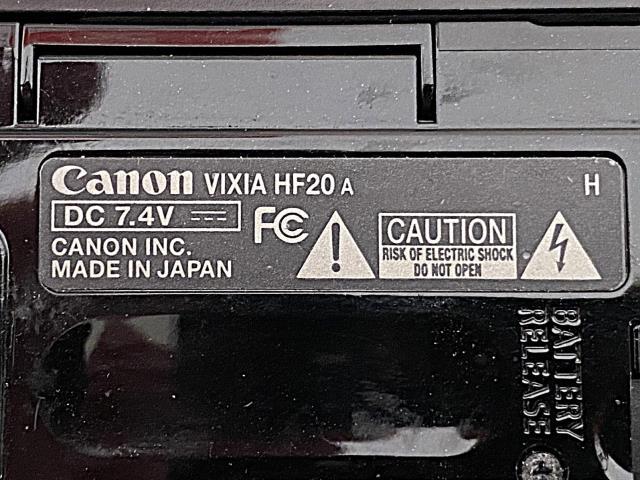 Canon VIXIA HF20 A H
DC 7.4V
FC
CANON INC.
MADE IN JAPAN
CAUTION
RISK OF ELECTRIC SHOCK
DO NOT OPEN
BATTERY
RELEASE